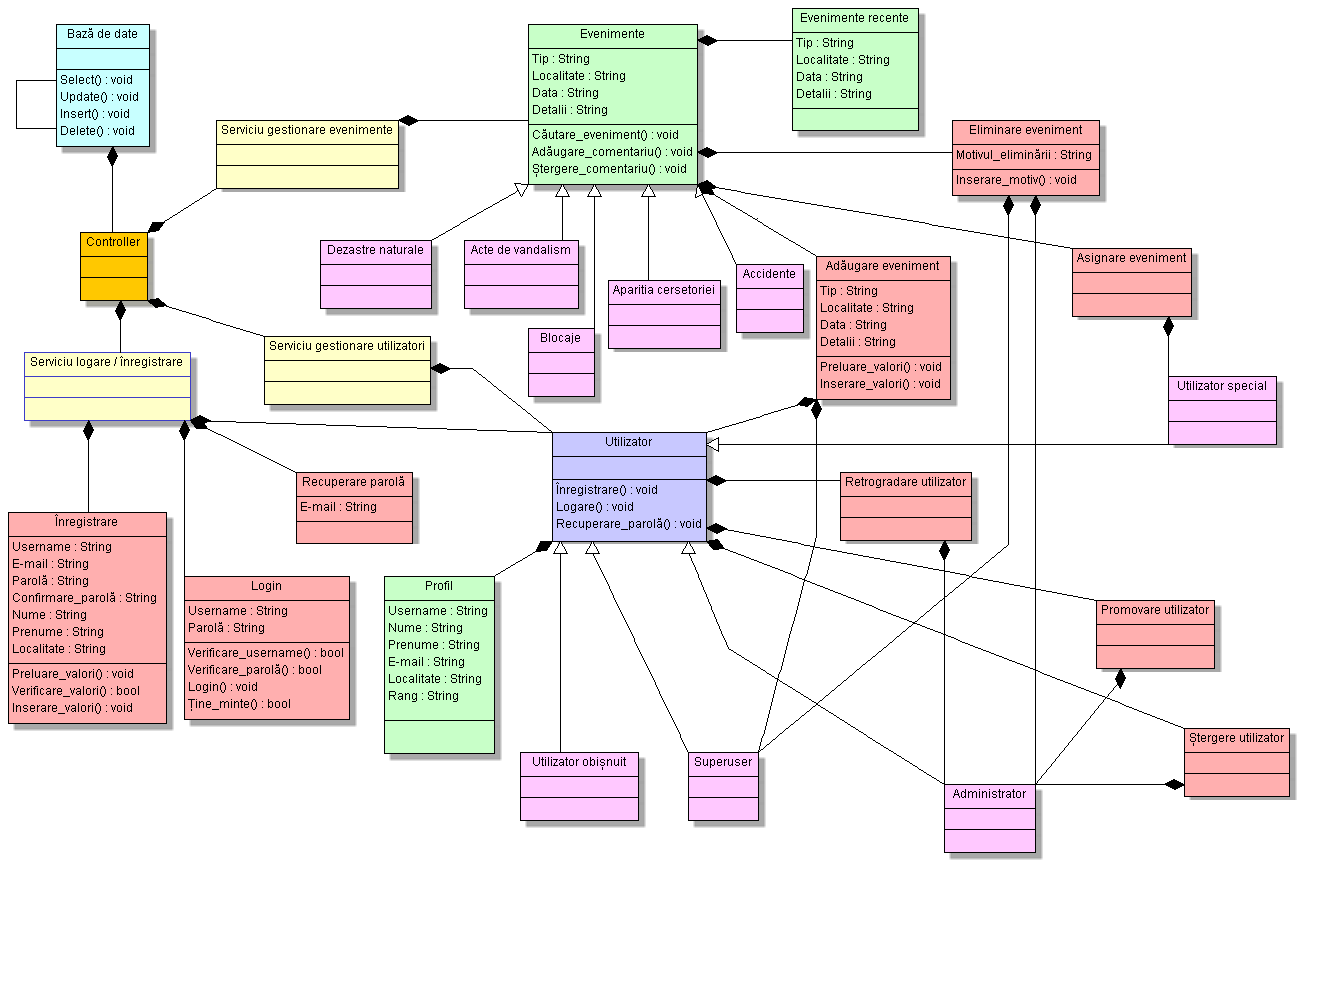 Bază de date
Select() : void
Update() : void
Insert() : void
Delete() : void
Evenimente
Tip : String
Localitate : String
Data : String
Detalii : String
Căutare_eveniment() : void
Adăugare_comentariu() : void
Ștergere_comentariu() : void
Evenimente recente
Tip : String
Localitate : String
Data : String
Detalii : String
Serviciu gestionare evenimente
Eliminare eveniment
Motivul_eliminării : String
Inserare_motiv() : void
Controller
Dezastre naturale
Acte de vandalism
Aparitia cersetoriei
Accidente
Blocaje
Adăugare eveniment
Tip : String
Localitate : String
Data : String
Detalii : String
Preluare_valori() : void
Inserare_valori() : void
Asignare eveniment
Serviciu logare / înregistrare
Serviciu gestionare utilizatori
Utilizator special
Utilizator
Înregistrare() : void
Logare() : void
Recuperare_parolă() : void
Recuperare parolă
E-mail : String
Retrogradare utilizator
Înregistrare
Username : String
E-mail : String
Parolă : String
Confirmare_parolă : String
Nume : String
Prenume : String
Localitate : String
Preluare_valori() : void
Verificare_valori() : bool
Inserare_valori() : void
Login
Username : String
Parolă : String
Verificare_username() : bool
Verificare_parolă() : bool
Login() : void
Ține_minte() : bool
Profil
Username : String
Nume : String
Prenume : String
E-mail : String
Localitate : String
Rang : String
Promovare utilizator
Ștergere utilizator
Utilizator obișnuit
Superuser
Administrator